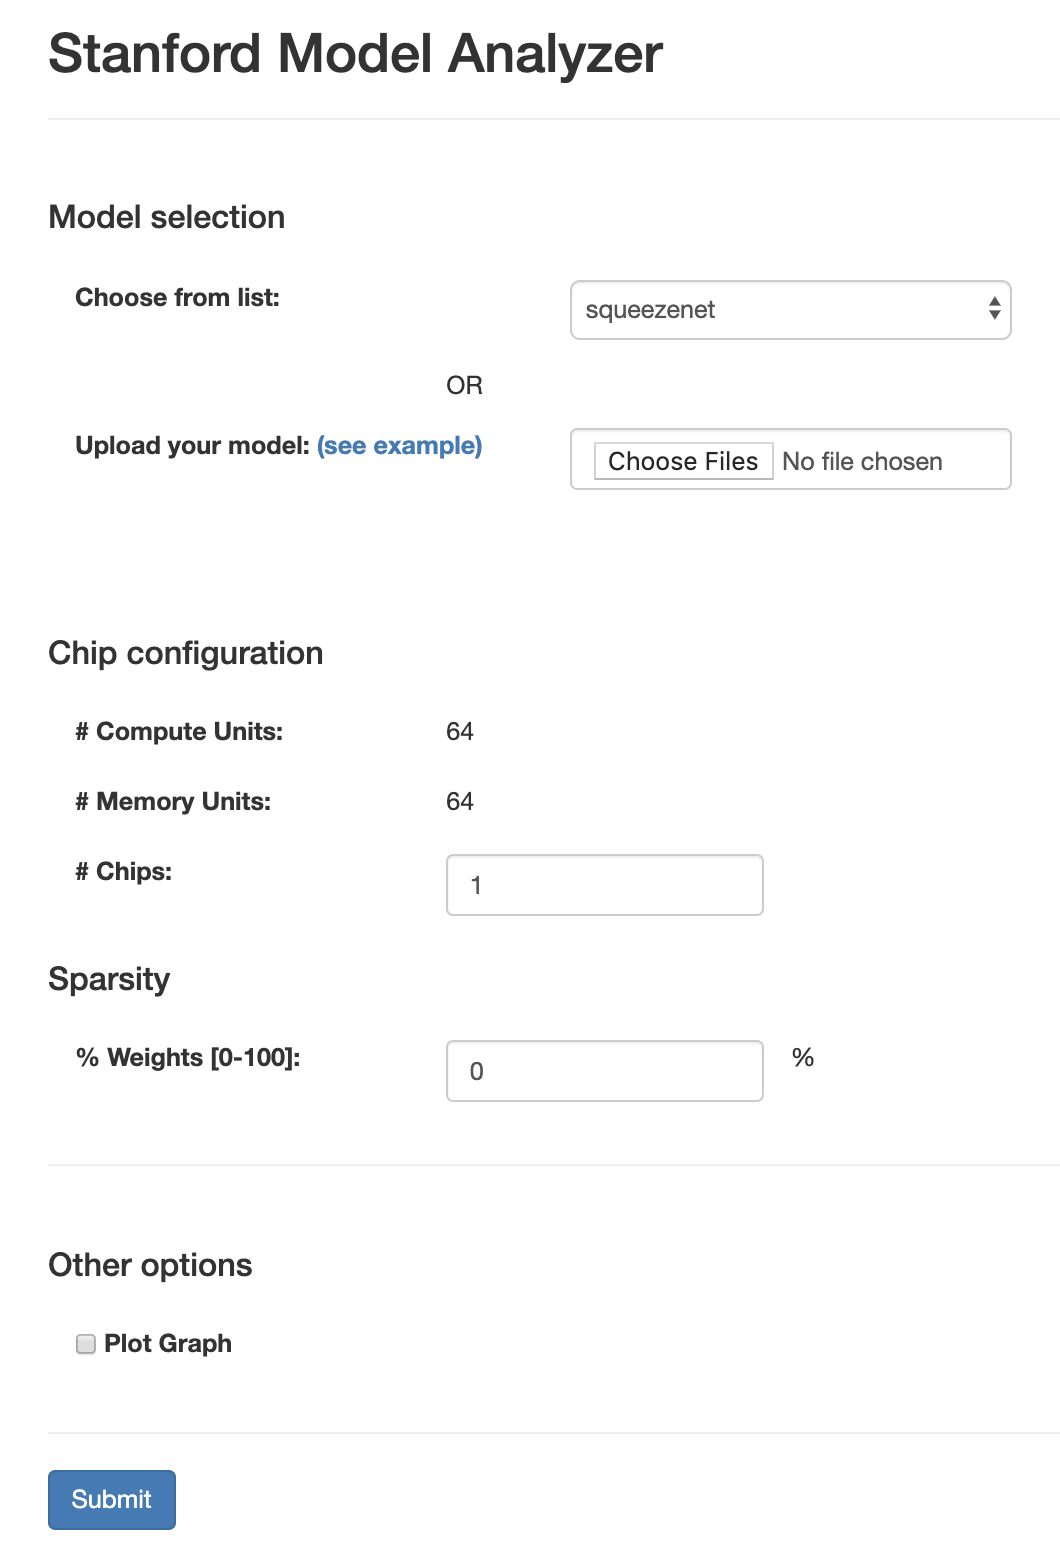 Stanford Model Analyzer
Model selection
Choose from list:
squeezenet
OR
Upload your model: (see example)
Choose Files No file chosen
Chip configuration
# Compute Units: 64
# Memory Units: 64
# Chips: 1
Sparsity
% Weights [0-100]: 0 %
Other options
Plot Graph
Submit